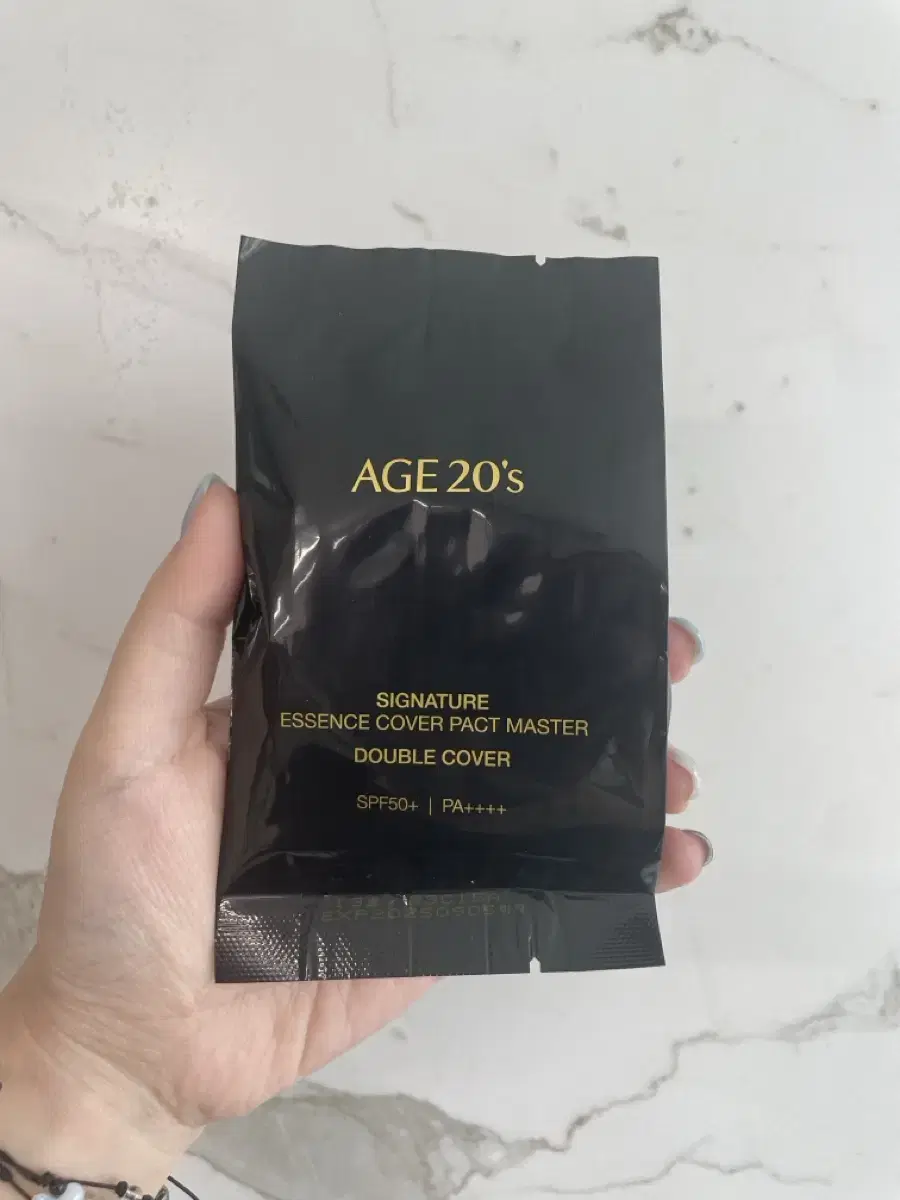 AGE 20's
SIGNATURE
ESSENCE COVER PACT MASTER
DOUBLE COVER
SPF50+ | PA++++